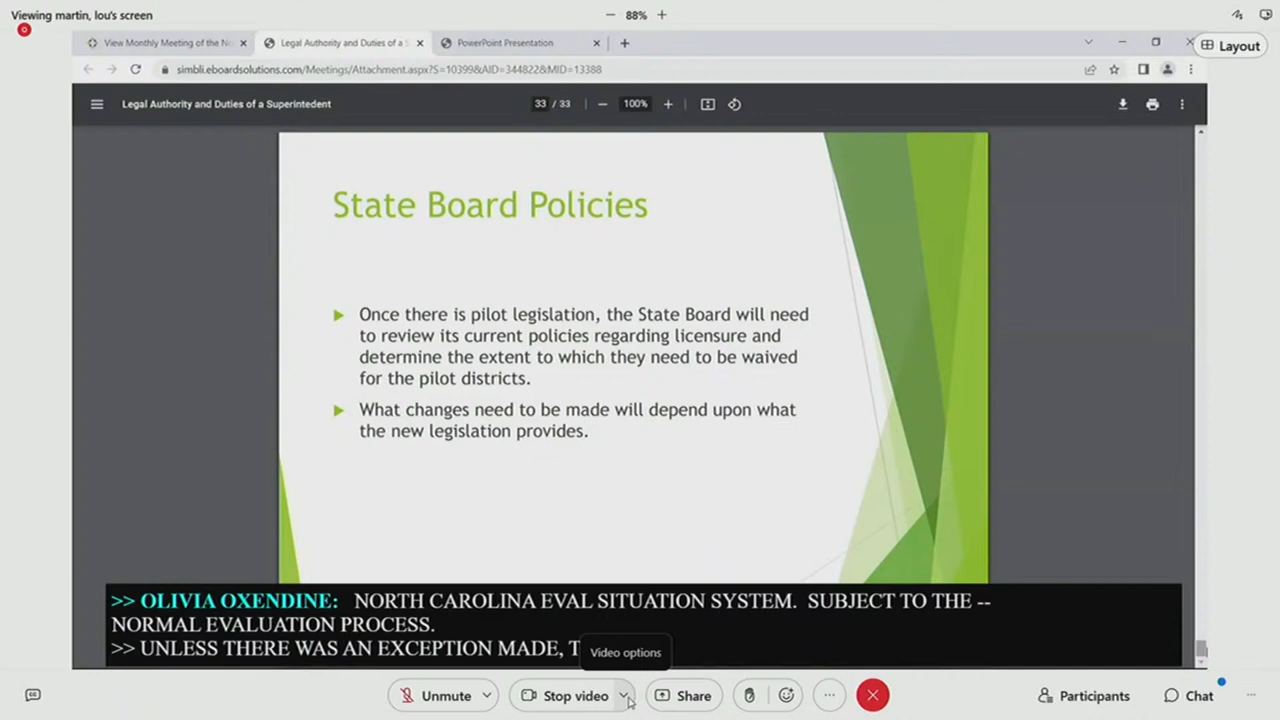 Viewing martin, lou's screen
88%
Layout
View Monthly Meeting of the No
Legal Authority and Duties of a S
PowerPoint Presentation
simbli.eboardsolutions.com/Meetings/Attachment.aspx?S=10399&AID=344822&MID=13388
Legal Authority and Duties of a Superintedent
33 / 33
100%
State Board Policies
Once there is pilot legislation, the State Board will need
to review its current policies regarding licensure and
determine the extent to which they need to be waived
for the pilot districts.
What changes need to be made will depend upon what
the new legislation provides.
>> OLIVIA OXENDINE: NORTH CAROLINA EVAL SITUATION SYSTEM. SUBJECT TO THE --
NORMAL EVALUATION PROCESS.
>> UNLESS THERE WAS AN EXCEPTION MADE, T
Video options
Unmute
Stop video
Share
Participants
Chat